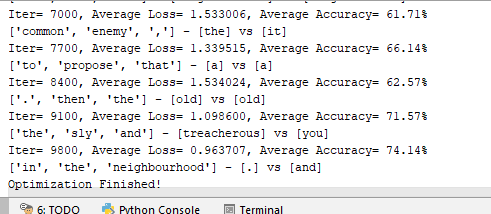 Iter= 7000, Average Loss= 1.533006, Average Accuracy= 61.71%
['common', 'enemy', ','] - [the] vs [it]
Iter= 7700, Average Loss= 1.339515, Average Accuracy= 66.14%
['to', 'propose', 'that'] - [a] vs [a]
Iter= 8400, Average Loss= 1.534024, Average Accuracy= 62.57%
['.', 'then', 'the'] - [old] vs [old]
Iter= 9100, Average Loss= 1.098600, Average Accuracy= 71.57%
['the', 'sly', 'and'] - [treacherous] vs [you]
Iter= 9800, Average Loss= 0.963707, Average Accuracy= 74.14%
['in', 'the', 'neighbourhood'] - [.] vs [and]
Optimization Finished!
6: TODO Python Console Terminal